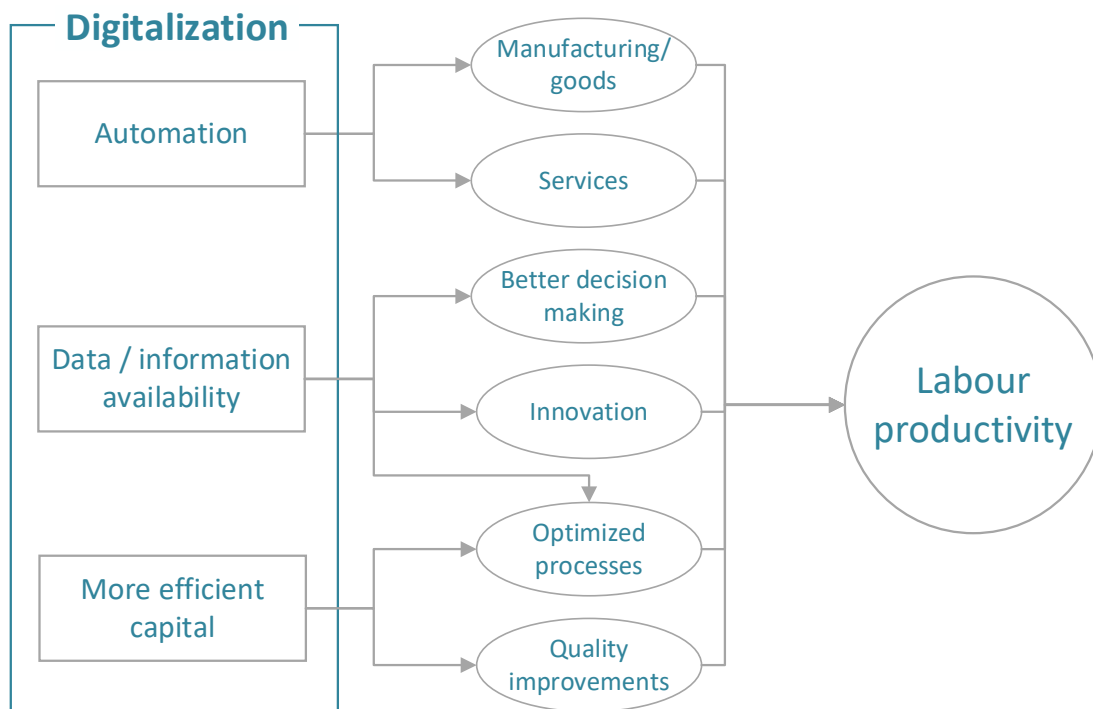 Digitalization
Automation
Data / information
availability
More efficient
capital
Manufacturing/
goods
Services
Better decision
making
Innovation
Optimized
processes
Quality
improvements
Labour
productivity